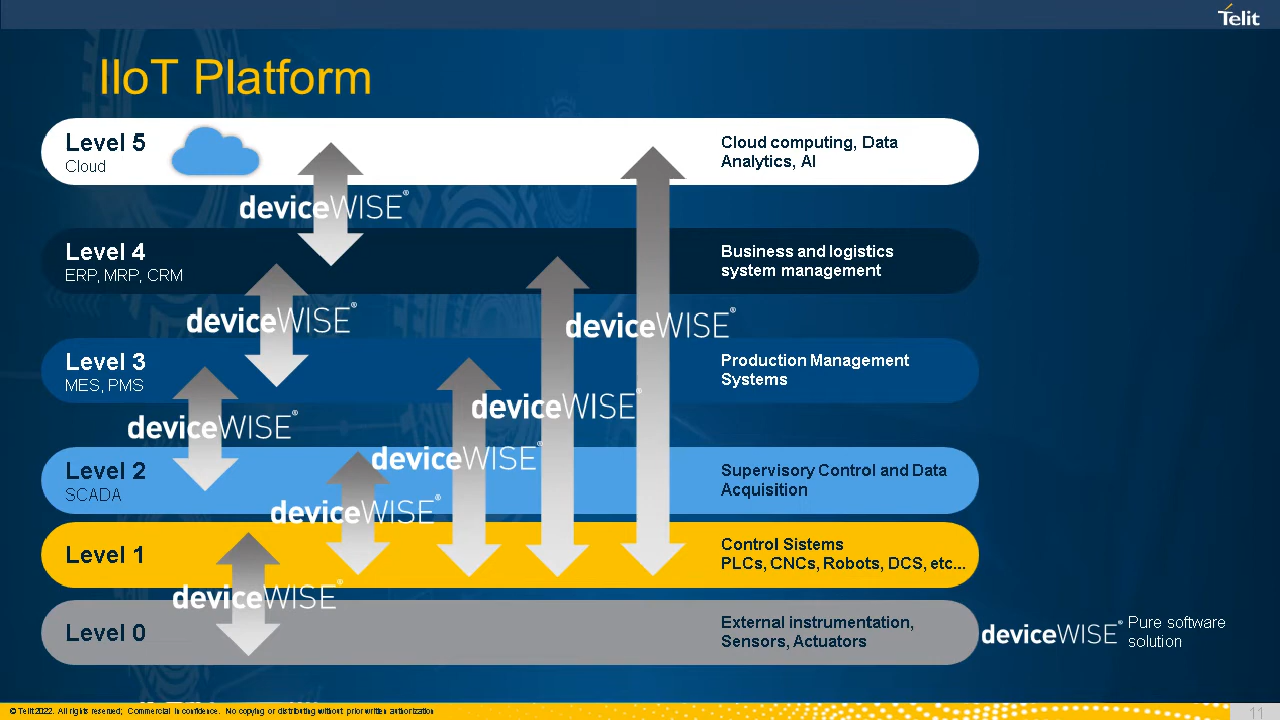 Telit
IIoT Platform
Level 5
Cloud
Cloud computing, Data
Analytics, AI
deviceWISE®
Level 4
ERP, MRP, CRM
Business and logistics
system management
deviceWISE®
deviceWISE®
Level 3
MES, PMS
Production Management
Systems
deviceWISE®
deviceWISE®
deviceWISE®
Level 2
SCADA
Supervisory Control and Data
Acquisition
deviceWISE®
Level 1
Control Sistems
PLCs, CNCs, Robots, DCS, etc...
deviceWISE®
Level 0
External instrumentation,
Sensors, Actuators
deviceWISE®
Pure software
solution
© Telit 2022. All rights reserved; Commercial in confidence. No copying or distributing without prior written authorization
11